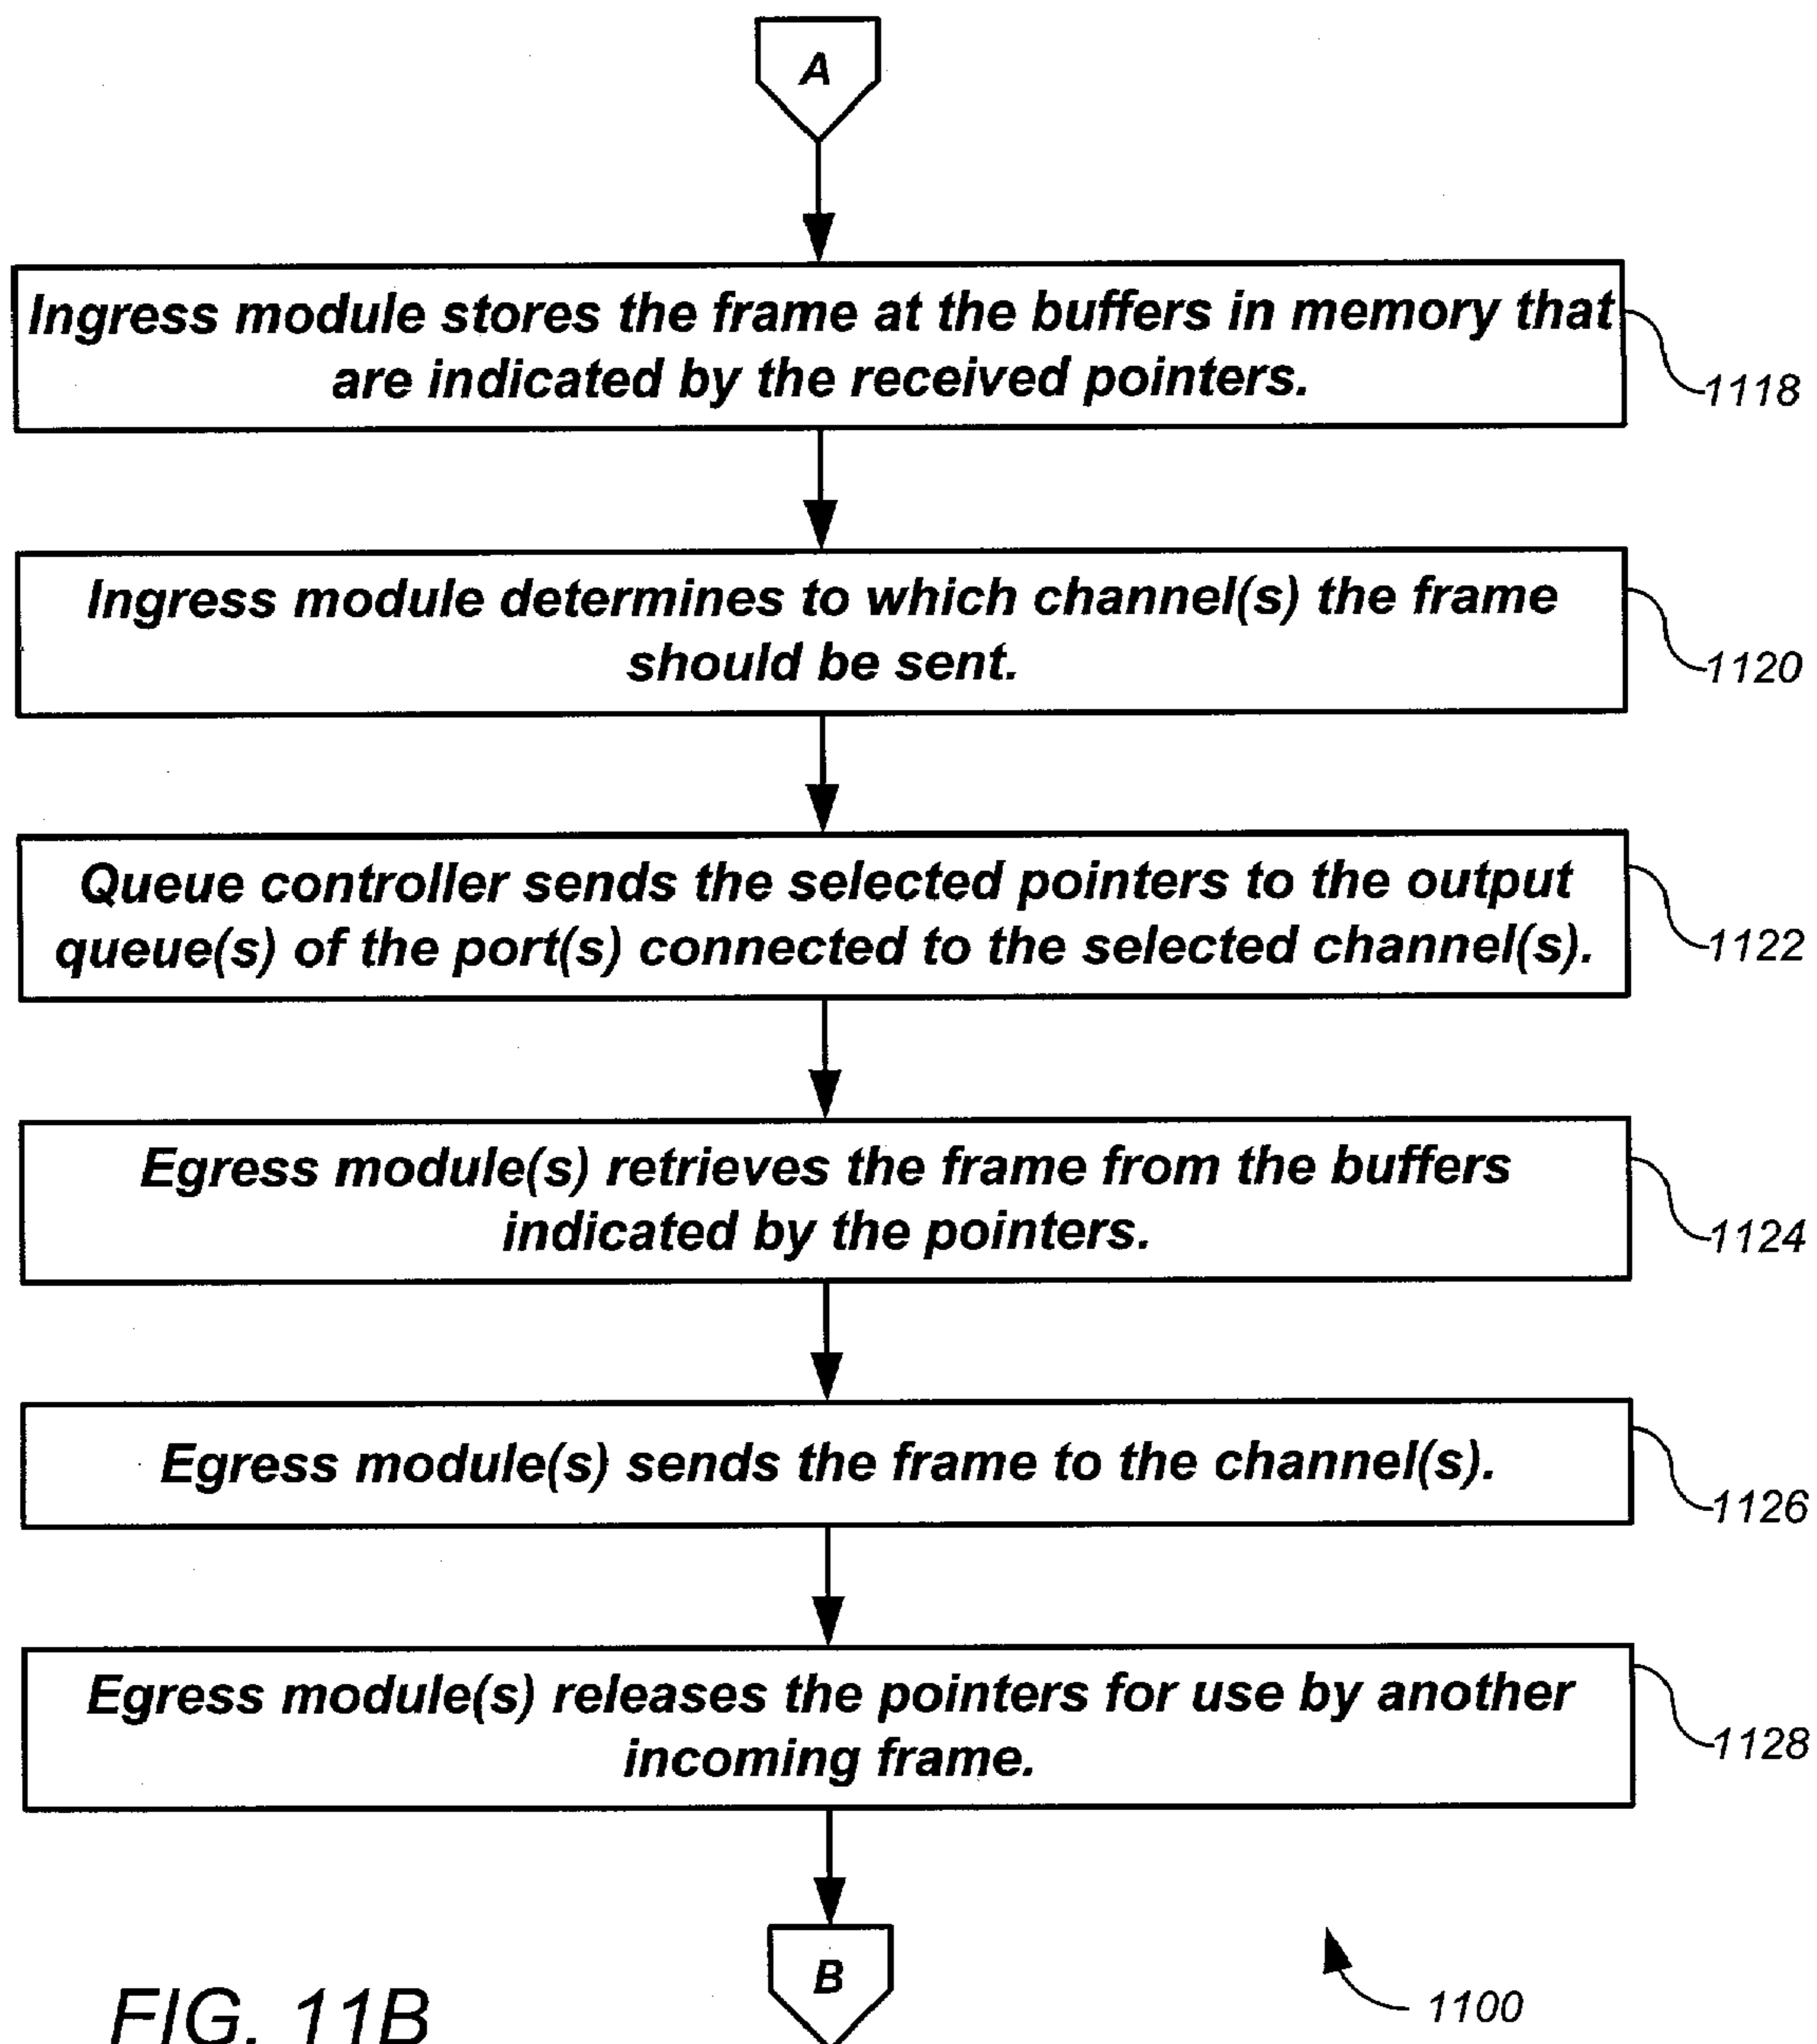 A
Ingress module stores the frame at the buffers in memory that
are indicated by the received pointers.
1118
Ingress module determines to which channel(s) the frame
should be sent.
1120
Queue controller sends the selected pointers to the output
queue(s) of the port(s) connected to the selected channel(s).
1122
Egress module(s) retrieves the frame from the buffers
indicated by the pointers.
1124
Egress module(s) sends the frame to the channel(s).
1126
Egress module(s) releases the pointers for use by another
incoming frame.
1128
B
1100
FIG. 11B